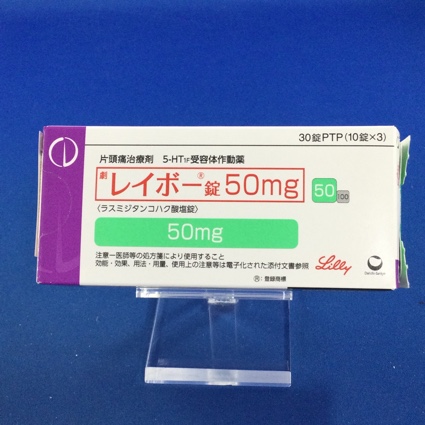 30錠PTP(10錠×3)
片頭痛治療剤 5-HT1F受容体作動薬
劇 レイボー®錠50mg
50
100
〈ラスミジタンコハク酸塩錠〉
50mg
注意-医師等の処方箋により使用すること
効能・効果、用法・用量、使用上の注意等は電子化された添付文書参照
Ⓡ:登録商標
Lilly
Daiichi-Sankyo